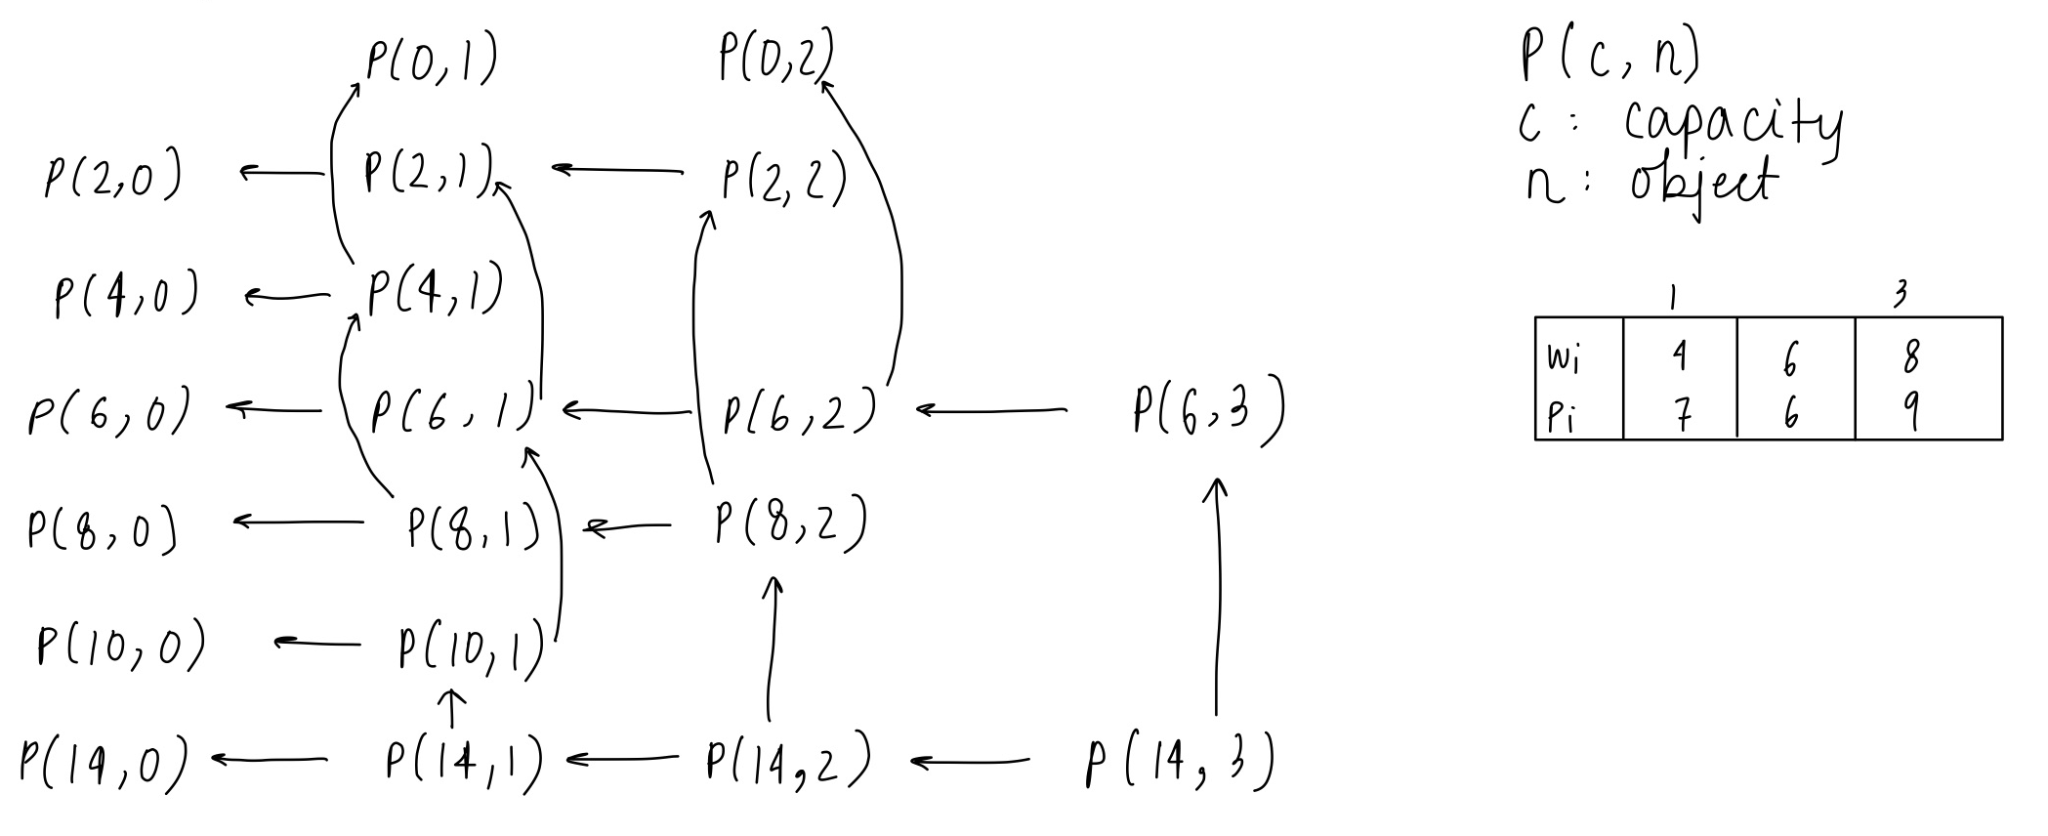 P(0,1) P(0,2)
P(2,0) P(2,1) P(2,2)
P(4,0) P(4,1)
P(6,0) P(6,1) P(6,2) P(6,3)
P(8,0) P(8,1) P(8,2)
P(10,0) P(10,1)
P(14,0) P(14,1) P(14,2) P(14,3)
P(c,n)
c: capacity
n: object
1 3
wi 4 6 8
Pi 7 6 9